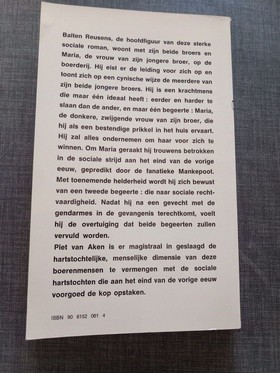 Balten Reusens, de hoofdfiguur van deze sterke
sociale roman, woont met zijn beide broers en
Maria, de vrouw van zijn jongere broer, op de
boerderij. Hij eist er de leiding voor zich op en
toont zich op een cynische wijze de meerdere van
zijn beide jongere broers. Hij is een krachtmens
die maar één ideaal heeft : eerder en harder te
slaan dan de ander, en maar één begeerte : Maria,
de donkere, zwijgende vrouw van zijn broer, die
hij als een bestendige prikkel in het huis ervaart.
Hij zal alles ondernemen om haar voor zich te
winnen. Om Maria geraakt hij trouwens betrokken
in de sociale strijd aan het eind van de vorige
eeuw, gepredikt door de fanatieke Mankepoot.
Met toenemende helderheid wordt hij zich bewust
van een tweede begeerte : die naar sociale recht-
vaardigheid. Nadat hij na een gevecht met de
gendarmes in de gevangenis terechtkomt, voelt
hij de overtuiging dat beide begeerten zullen
vervuld worden.
Piet van Aken is er magistraal in geslaagd de
hartstochtelijke, menselijke dimensie van deze
boerenmensen te vermengen met de sociale
hartstochten die aan het eind van de vorige eeuw
voorgoed de kop opstaken.
ISBN 90 6152 061 4